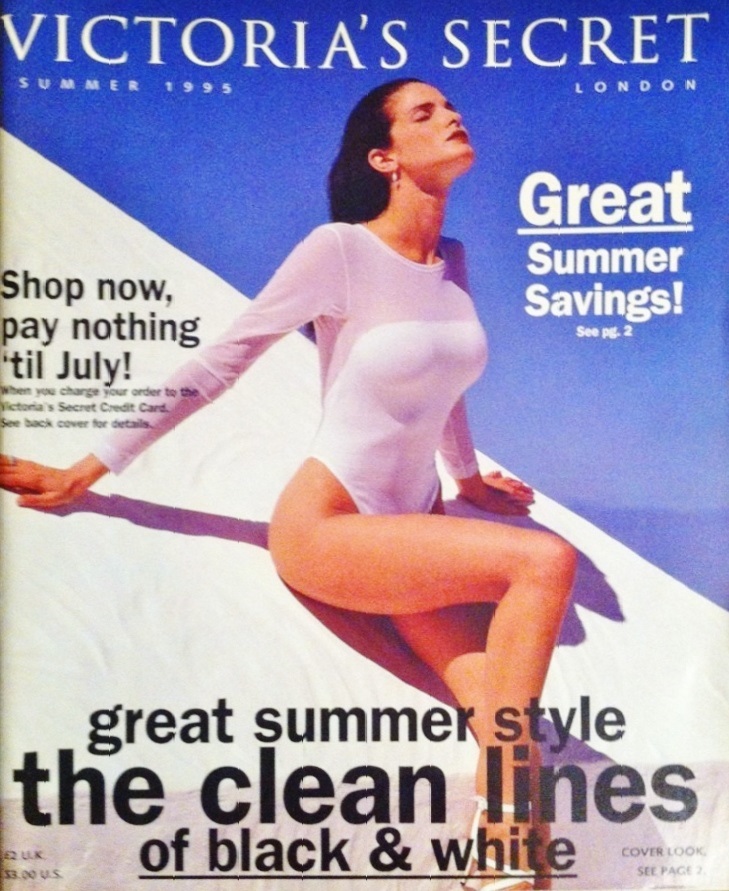 VICTORIA'S SECRET
SUMMER 1995
LONDON
Great
Summer
Savings!
See pg. 2
Shop now,
pay nothing
'til July!
When you charge your order to the
Victoria's Secret Credit Card.
See back cover for details.
great summer style
the clean lines
of black & white
£2 U.K.
$3.00 U.S.
COVER LOOK,
SEE PAGE 2.